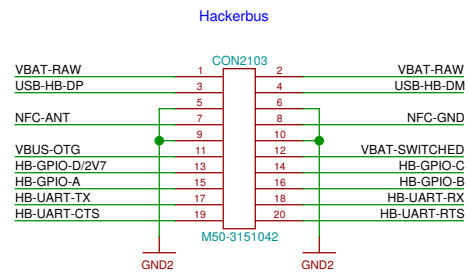 Hackerbus
CON2103
VBAT-RAW 1 2 VBAT-RAW
USB-HB-DP 3 4 USB-HB-DM
5 6
NFC-ANT 7 8 NFC-GND
9 10
VBUS-OTG 11 12 VBAT-SWITCHED
HB-GPIO-D/2V7 13 14 HB-GPIO-C
HB-GPIO-A 15 16 HB-GPIO-B
HB-UART-TX 17 18 HB-UART-RX
HB-UART-CTS 19 20 HB-UART-RTS
M50-3151042
GND2 GND2